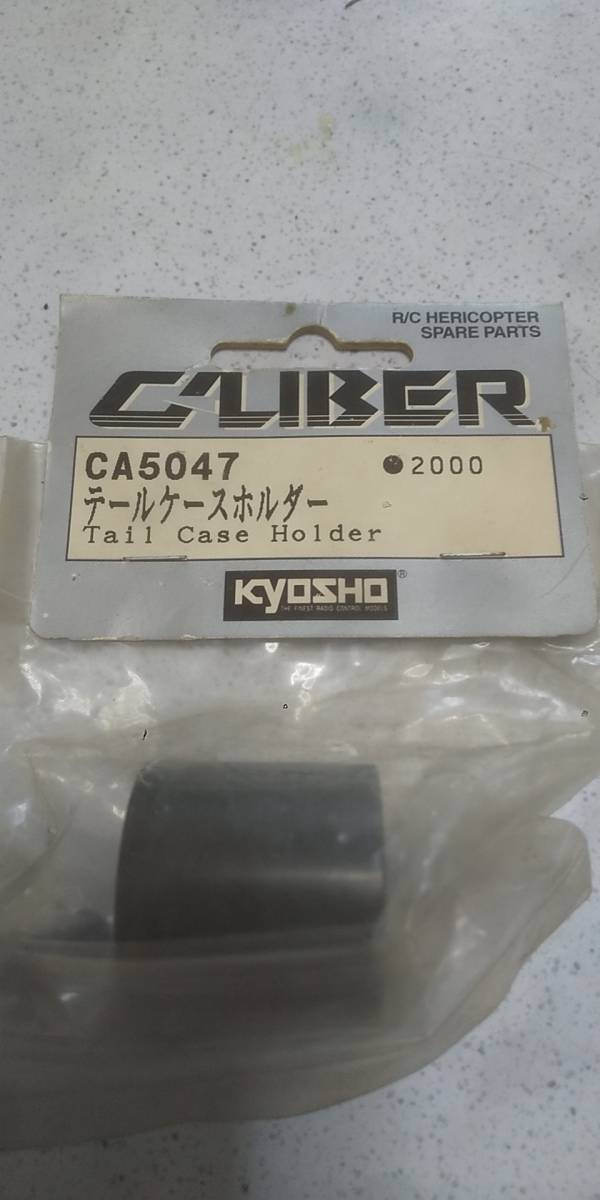 R/C HERICOPTER
SPARE PARTS
CALIBER
CA5047 ●2000
テールケースホルダー
Tail Case Holder
KYOSHO®
THE FINEST RADIO CONTROL MODELS